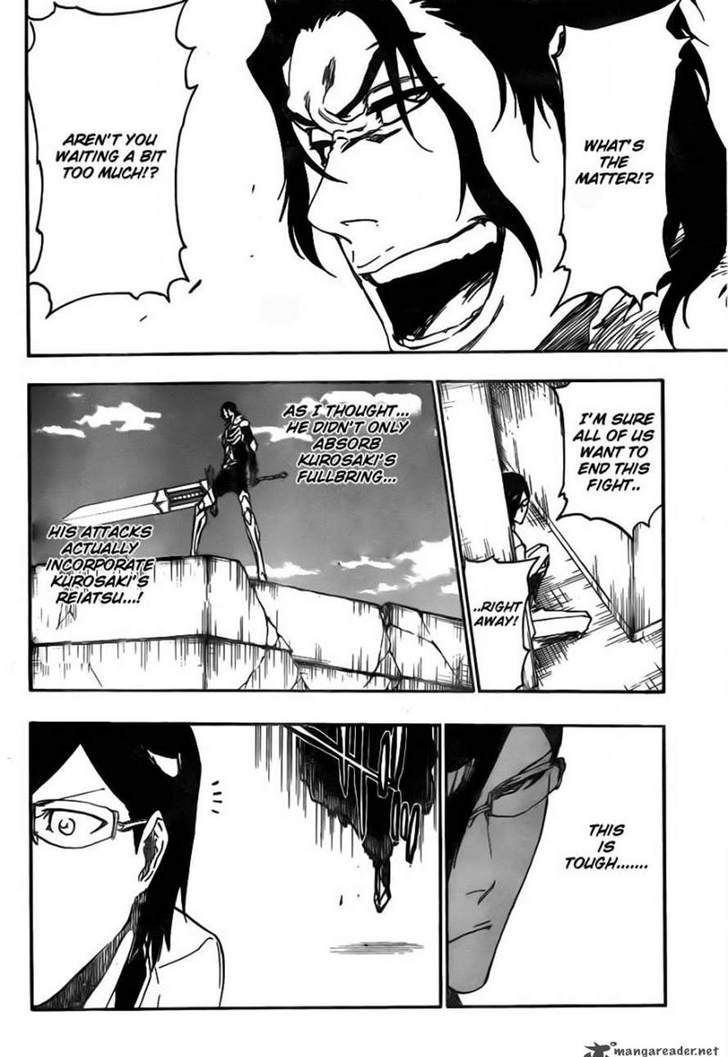 WHAT'S
THE
MATTER!?
AREN'T YOU
WAITING A BIT
TOO MUCH!?
I'M SURE
ALL OF US
WANT TO
END THIS
FIGHT..
..RIGHT
AWAY!
AS I THOUGHT...
HE DIDN'T ONLY
ABSORB
KUROSAKI'S
FULLBRING...
HIS ATTACKS
ACTUALLY
INCORPORATE
KUROSAKI'S
REIATSU...!
THIS
IS
TOUGH.......
mangareader.net